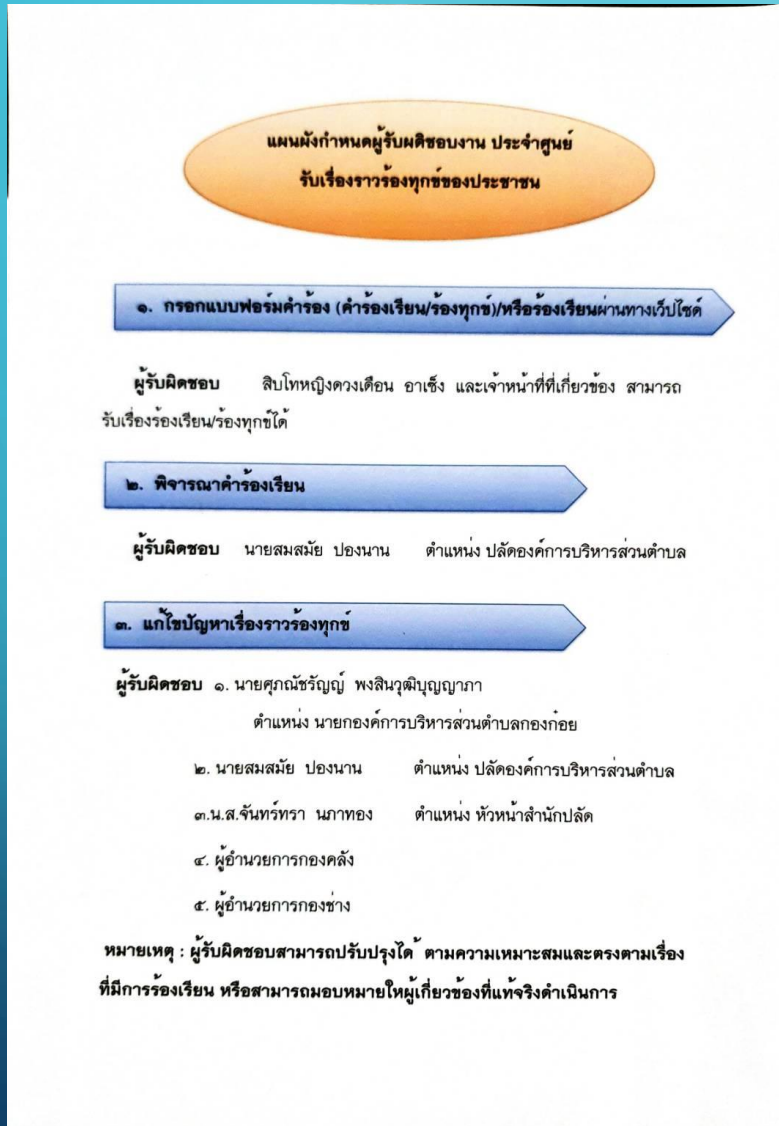 แผนผังกำหนดผู้รับผดิชอบงาน ประจำศูนย์
รับเรื่องราวร้องทุกข์ของประชาชน
๑. กรอกแบบฟอร์มคำร้อง (คำร้องเรียน/ร้องทุกข์)/หรือร้องเรียนผ่านทางเว็ปไซด์
ผู้รับผิดชอบ สิบโทหญิงดวงเดือน อาเซ็ง และเจ้าหน้าที่ที่เกี่ยวข้อง สามารถ
รับเรื่องร้องเรียน/ร้องทุกข์ได้
๒. พิจารณาคำร้องเรียน
ผู้รับผิดชอบ นายสมสมัย ปองนาน ตำแหน่ง ปลัดองค์การบริหารส่วนตำบล
๓. แก้ไขปัญหาเรื่องราวร้องทุกข์
ผู้รับผิดชอบ ๑. นายศุภณัชรัญญ์ พงสินวุฒิบุญญาภา
ตำแหน่ง นายกองค์การบริหารส่วนตำบลกองก๋อย
๒. นายสมสมัย ปองนาน ตำแหน่ง ปลัดองค์การบริหารส่วนตำบล
๓.น.ส.จันทร์ทรา นภาทอง ตำแหน่ง หัวหน้าสำนักปลัด
๔. ผู้อำนวยการกองคลัง
๕. ผู้อำนวยการกองช่าง
หมายเหตุ : ผู้รับผิดชอบสามารถปรับปรุงได้ ตามความเหมาะสมและตรงตามเรื่อง
ที่มีการร้องเรียน หรือสามารถมอบหมายให้ผู้เกี่ยวข้องที่แท้จริงดำเนินการ